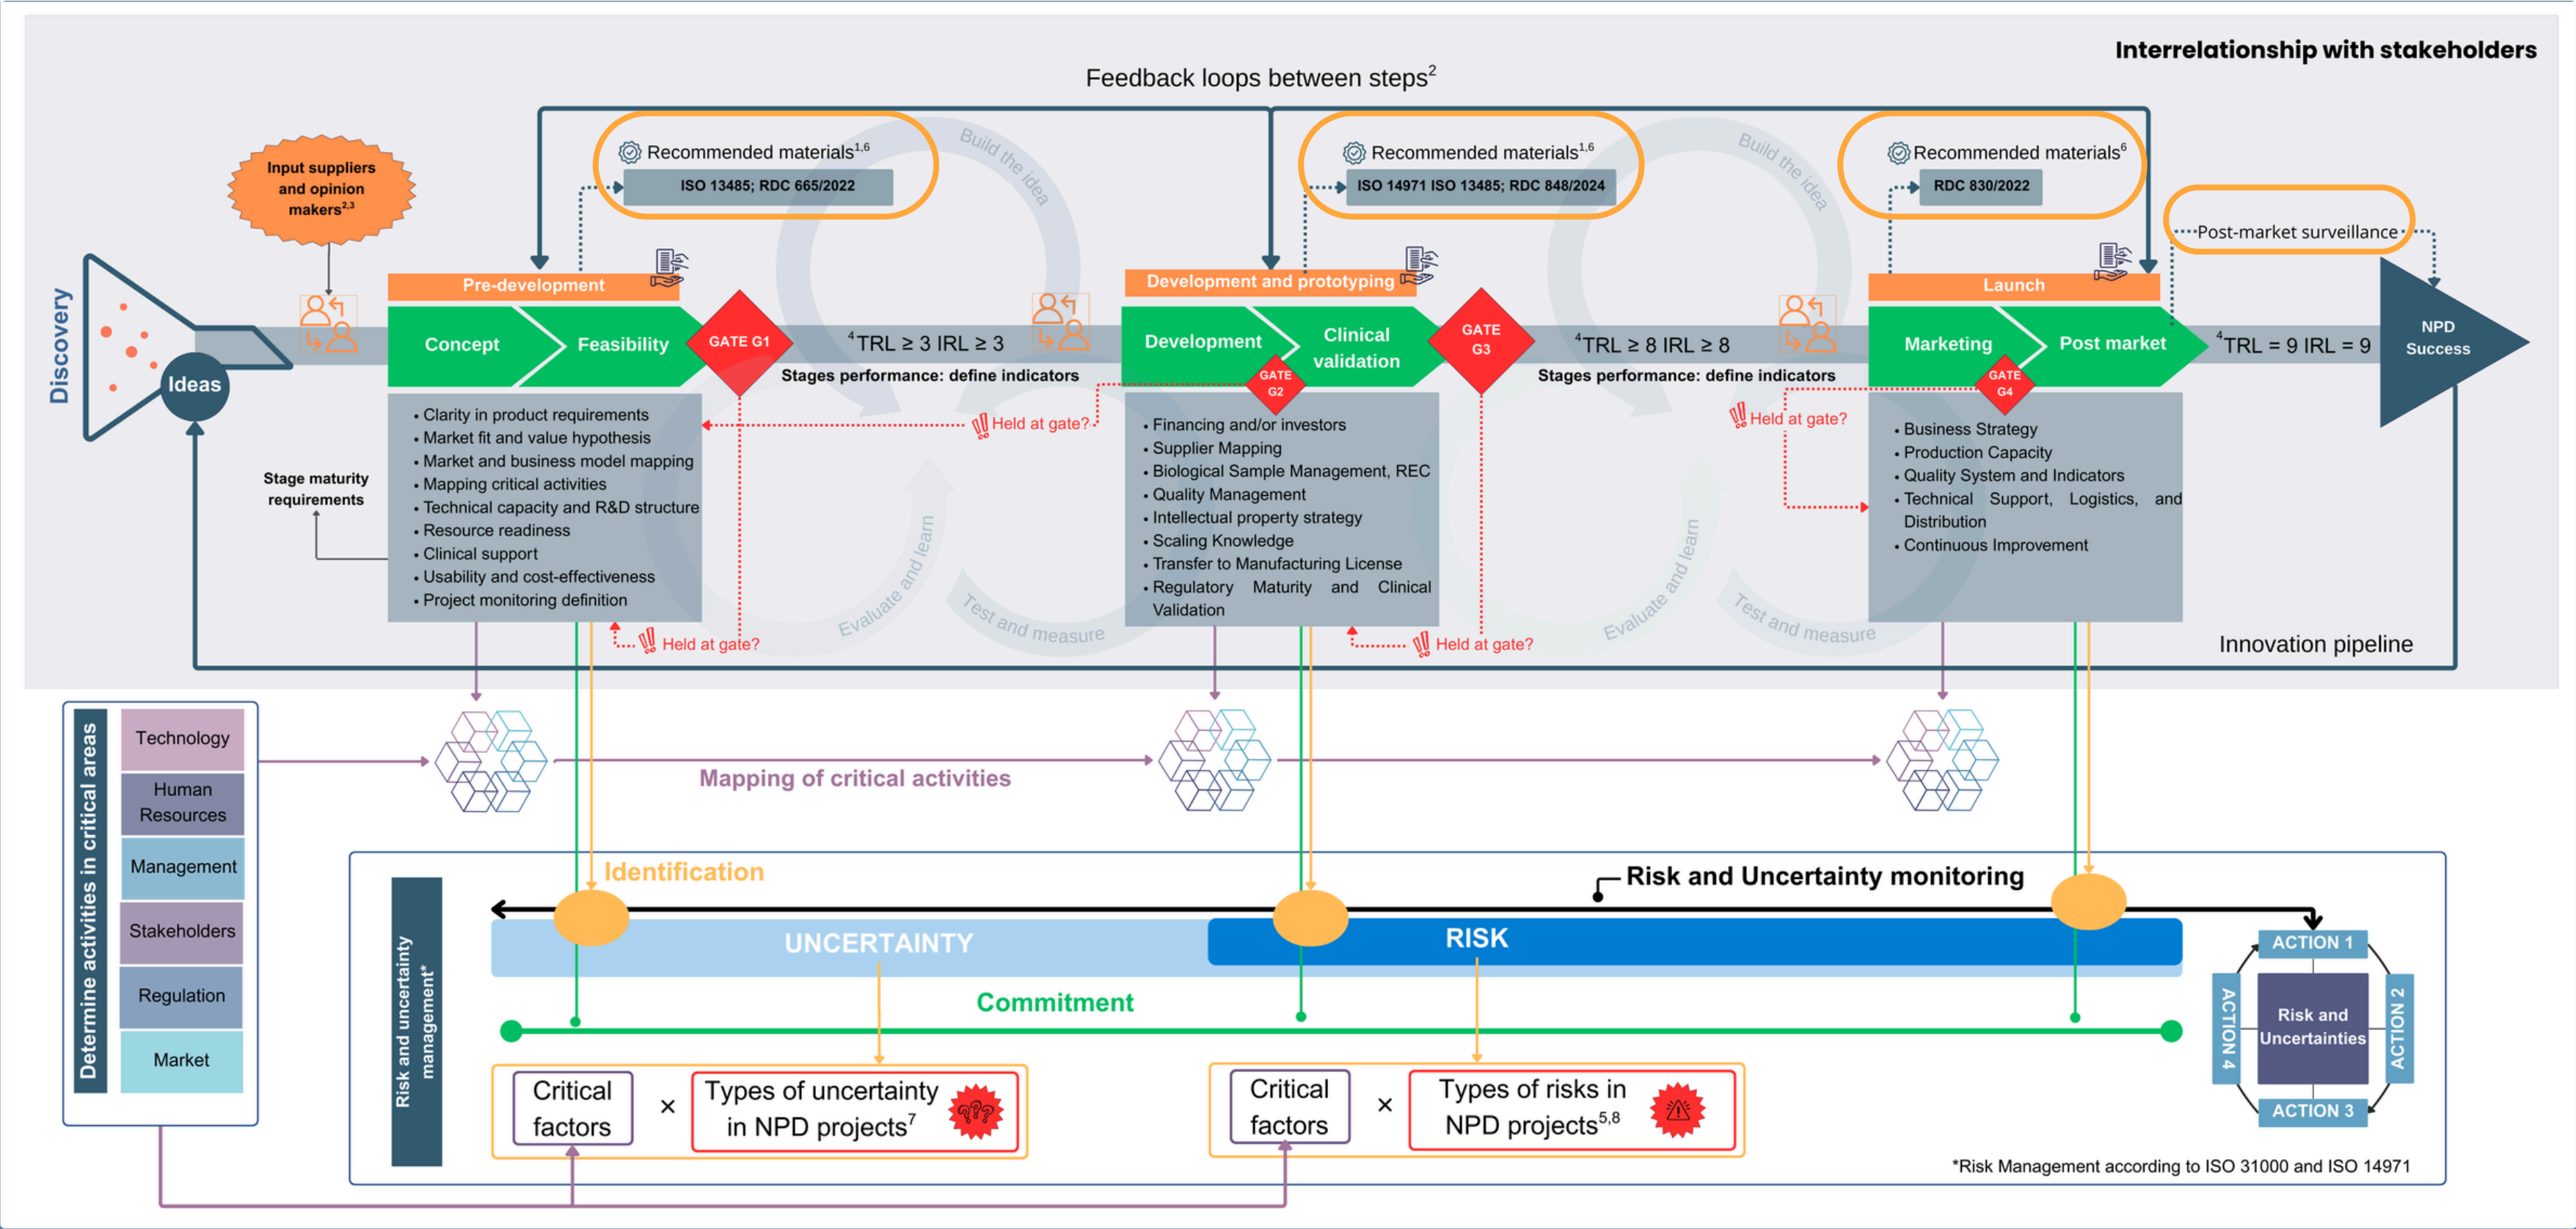 Interrelationship with stakeholders
Feedback loops between steps2
Input suppliers
and opinion
makers2,3
Recommended materials1,6
ISO 13485; RDC 665/2022
Build the idea
Recommended materials1,6
ISO 14971 ISO 13485; RDC 848/2024
Build the idea
Recommended materials6
RDC 830/2022
Post-market surveillance
Discovery
Ideas
Pre-development
Concept
Feasibility
GATE G1
4TRL ≥ 3 IRL ≥ 3
Stages performance: define indicators
Development and prototyping
Development
Clinical
validation
GATE
G2
GATE
G3
4TRL ≥ 8 IRL ≥ 8
Stages performance: define indicators
Launch
Marketing
Post market
GATE
G4
4TRL = 9 IRL = 9
NPD
Success
Stage maturity
requirements
• Clarity in product requirements
• Market fit and value hypothesis
• Market and business model mapping
• Mapping critical activities
• Technical capacity and R&D structure
• Resource readiness
• Clinical support
• Usability and cost-effectiveness
• Project monitoring definition
!! Held at gate?
!! Held at gate?
Evaluate and learn
Test and measure
• Financing and/or investors
• Supplier Mapping
• Biological Sample Management, REC
• Quality Management
• Intellectual property strategy
• Scaling Knowledge
• Transfer to Manufacturing License
• Regulatory Maturity and Clinical
Validation
!! Held at gate?
!! Held at gate?
Evaluate and learn
Test and measure
• Business Strategy
• Production Capacity
• Quality System and Indicators
• Technical Support, Logistics, and
Distribution
• Continuous Improvement
Innovation pipeline
Determine activities in critical areas
Technology
Human
Resources
Management
Stakeholders
Regulation
Market
Mapping of critical activities
Risk and uncertainty
management*
Identification
Risk and Uncertainty monitoring
UNCERTAINTY
RISK
Commitment
Critical
factors
×
Types of uncertainty
in NPD projects7
???
Critical
factors
×
Types of risks in
NPD projects5,8
ACTION 1
ACTION 2
ACTION 3
ACTION 4
Risk and
Uncertainties
*Risk Management according to ISO 31000 and ISO 14971